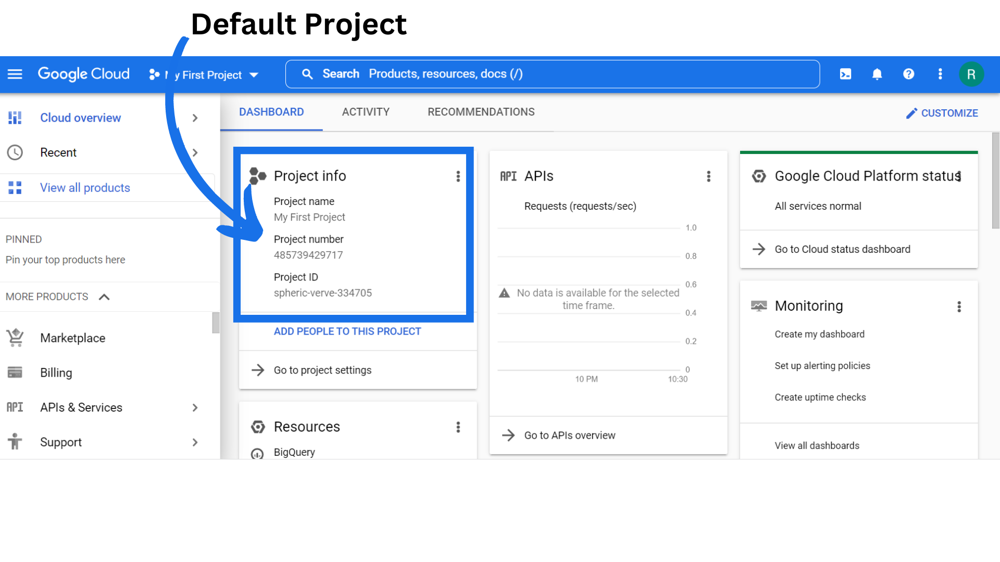 Default Project
Google Cloud
My First Project
Search Products, resources, docs (/)
R
Cloud overview
Recent
View all products
PINNED
Pin your top products here
MORE PRODUCTS
Marketplace
Billing
API
APIs & Services
Support
DASHBOARD
ACTIVITY
RECOMMENDATIONS
CUSTOMIZE
Project info
Project name
My First Project
Project number
485739429717
Project ID
spheric-verve-334705
ADD PEOPLE TO THIS PROJECT
Go to project settings
Resources
BigQuery
API
APIs
Requests (requests/sec)
1.0
0.8
0.6
No data is available for the selected
time frame.
0.4
0.2
0
10 PM
10:30
Go to APIs overview
Google Cloud Platform status
All services normal
Go to Cloud status dashboard
Monitoring
Create my dashboard
Set up alerting policies
Create uptime checks
View all dashboards